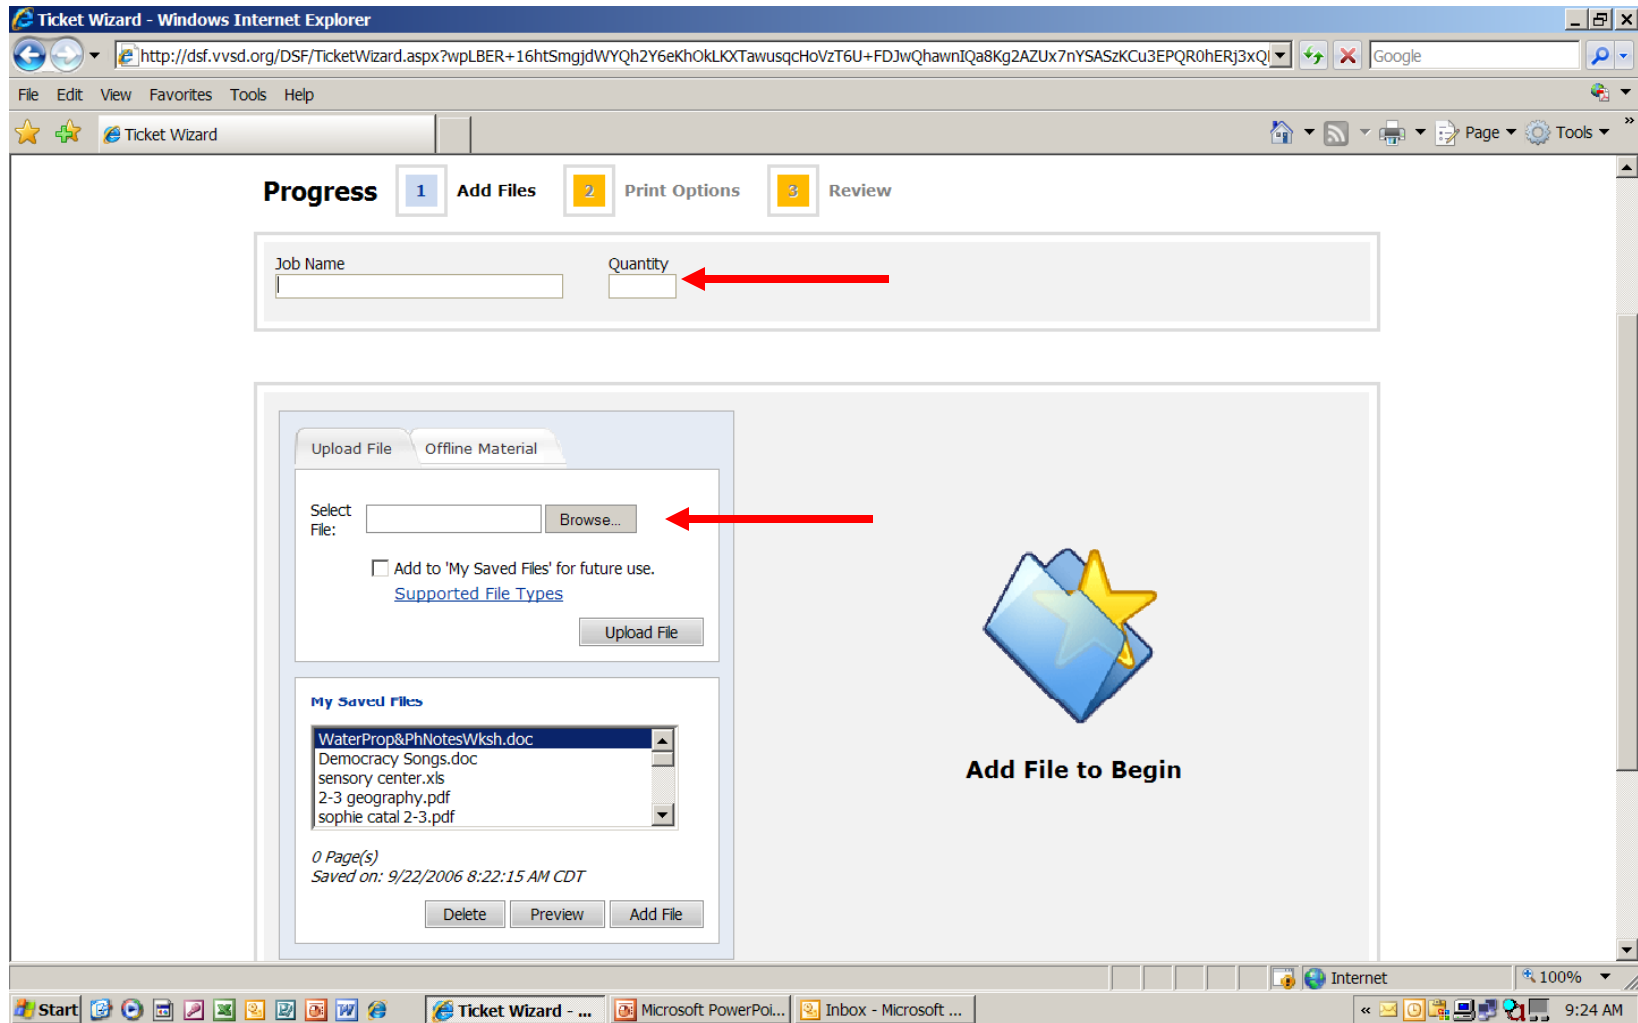 Ticket Wizard - Windows Internet Explorer
http://dsf.vvsd.org/DSF/TicketWizard.aspx?wpLBER+16htSmgjdWYQh2Y6eKhOkLKXTawusqcHoVzT6U+FDJwQhawnIQa8Kg2AZUx7nYSASzKCu3EPQR0hERj3xQ
Google
File Edit View Favorites Tools Help
Ticket Wizard
Page Tools »
Progress 1 Add Files 2 Print Options 3 Review
Job Name Quantity
Upload File Offline Material
Select File:
Browse...
Add to 'My Saved Files' for future use.
Supported File Types
Upload File
My Saved Files
WaterProp&PhNotesWksh.doc
Democracy Songs.doc
sensory center.xls
2-3 geography.pdf
sophie catal 2-3.pdf
0 Page(s)
Saved on: 9/22/2006 8:22:15 AM CDT
Delete Preview Add File
Add File to Begin
Internet 100%
Start Ticket Wizard - ... Microsoft PowerPoi... Inbox - Microsoft ... « 9:24 AM